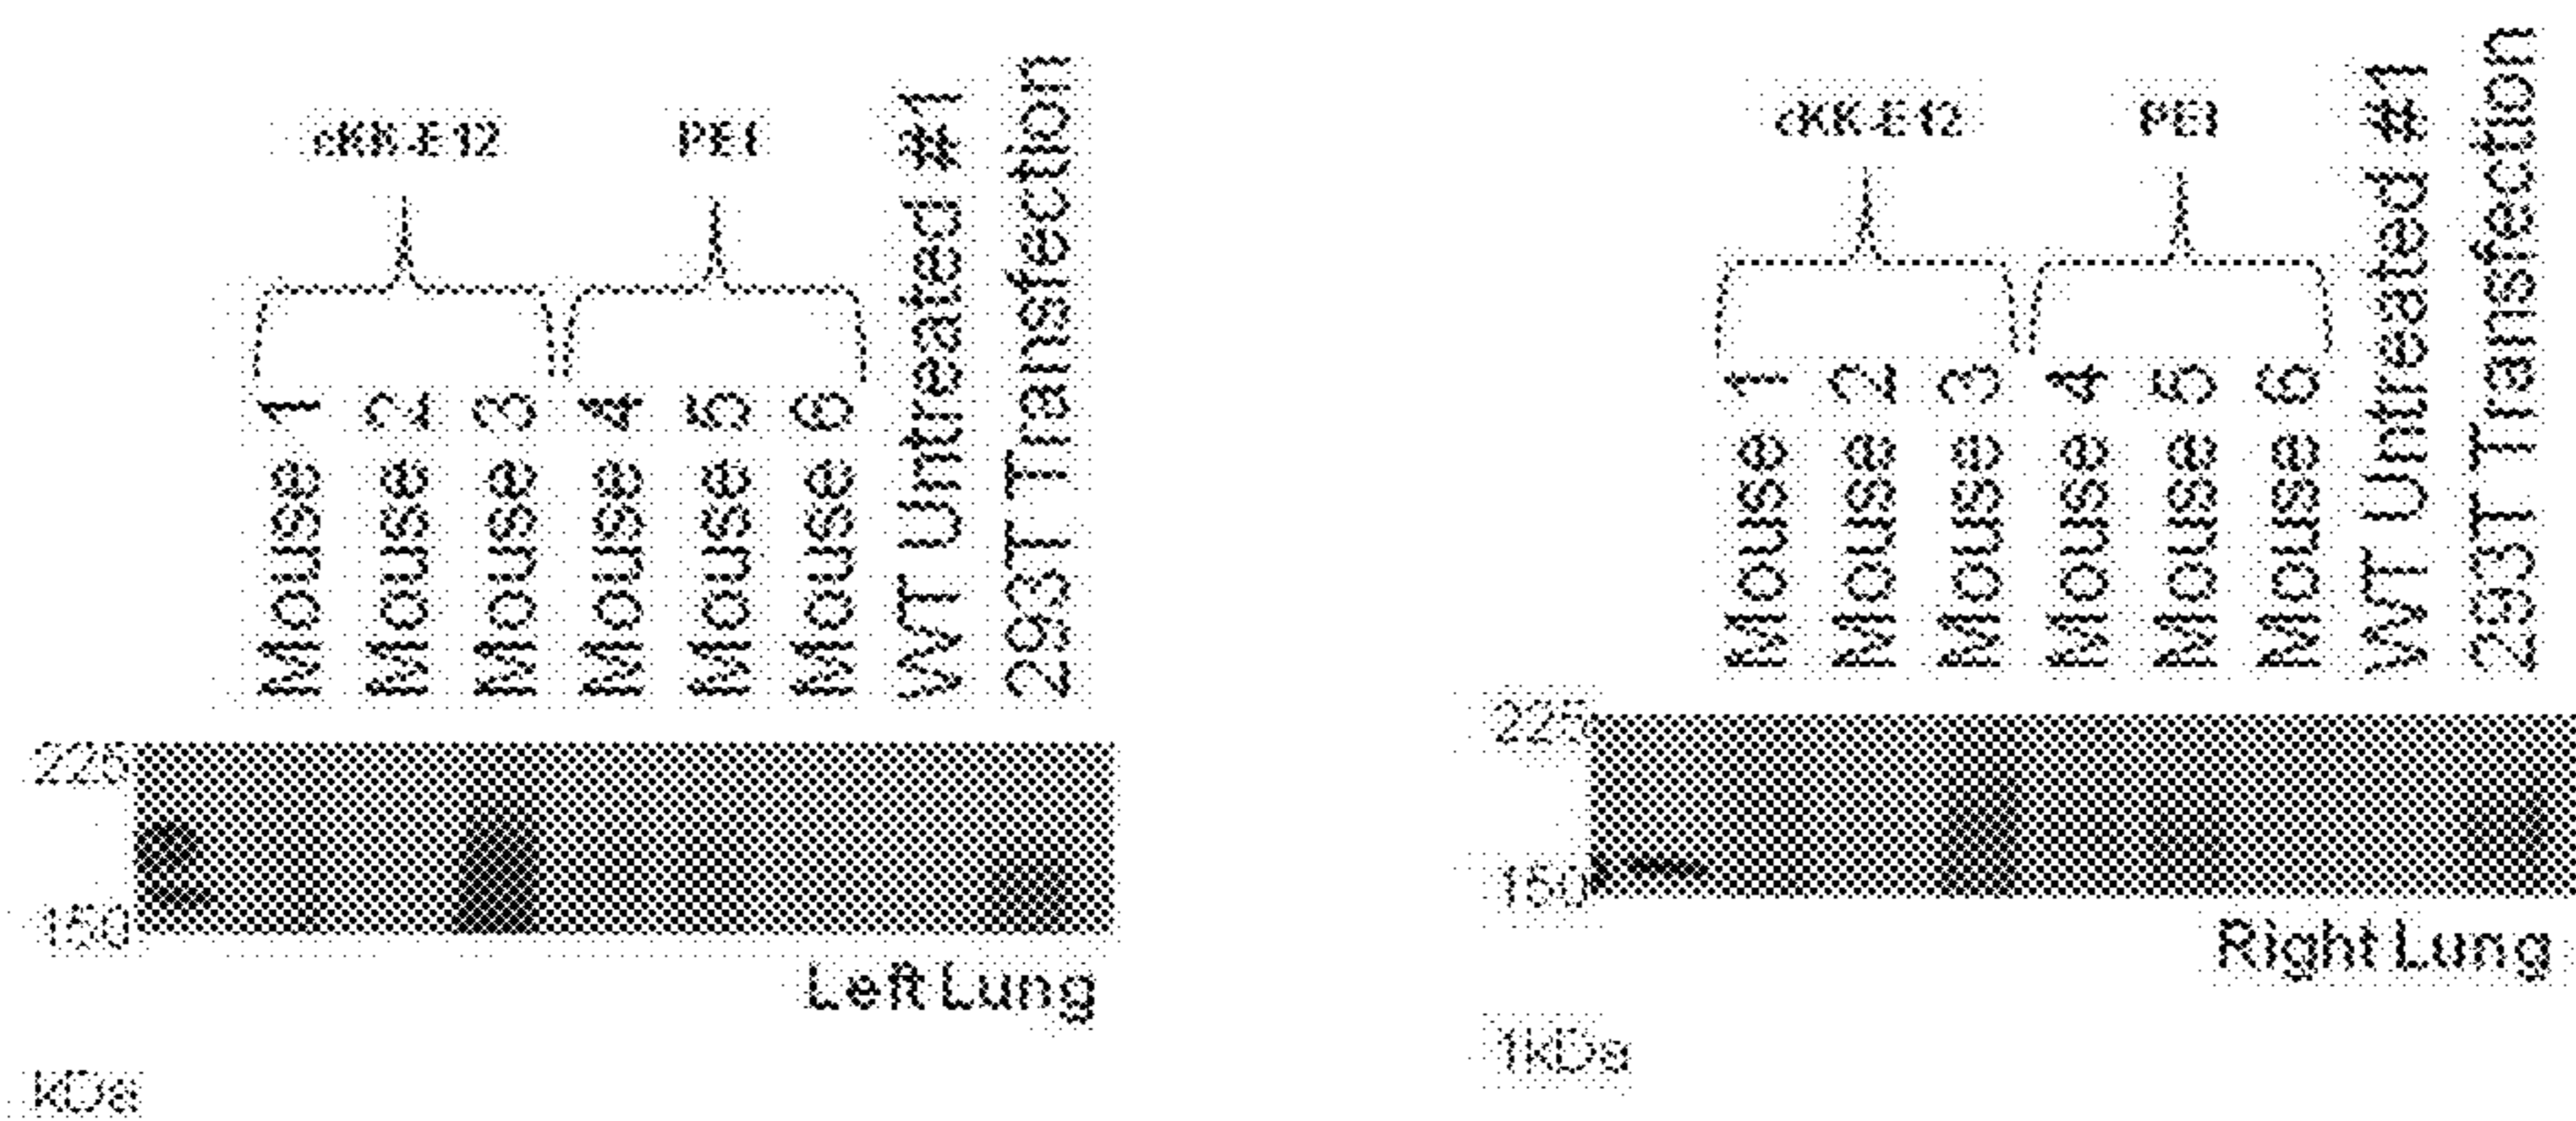 cKK-E12 PEI
Mouse 1
Mouse 2
Mouse 3
Mouse 4
Mouse 5
Mouse 6
WT Untreated #1
293T Transfection
225
150
Left Lung
kDa
cKK-E12 PEI
Mouse 1
Mouse 2
Mouse 3
Mouse 4
Mouse 5
Mouse 6
WT Untreated #1
293T Transfection
225
150
Right Lung
1kDa